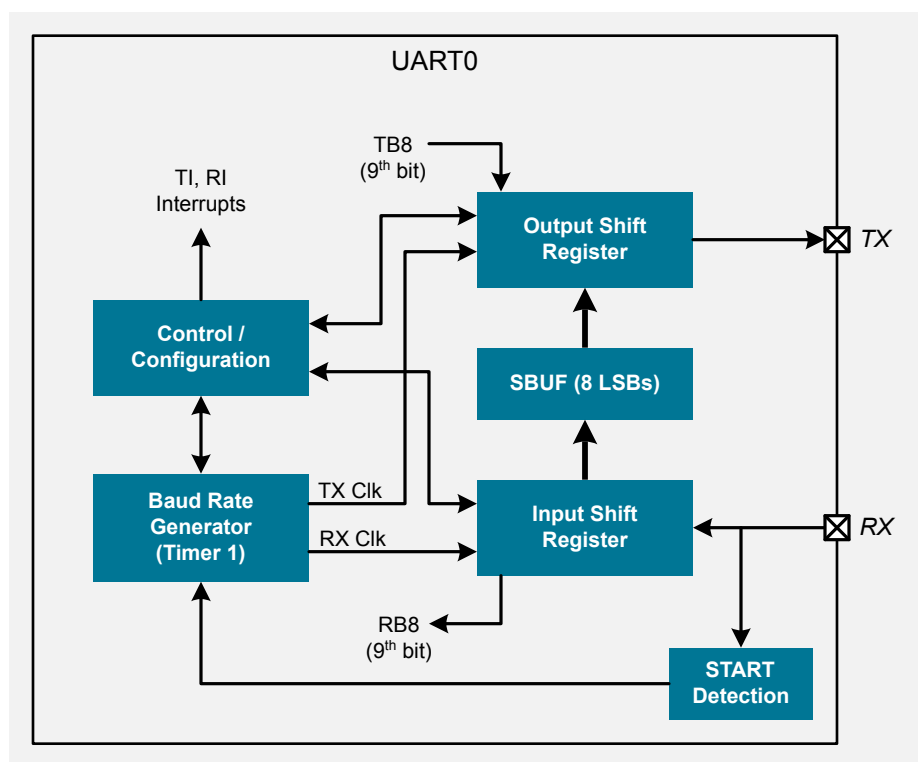 UART0
TB8
(9th bit)
TI, RI
Interrupts
Output Shift
Register
TX
Control /
Configuration
SBUF (8 LSBs)
Baud Rate
Generator
(Timer 1)
TX Clk
RX Clk
Input Shift
Register
RX
RB8
(9th bit)
START
Detection